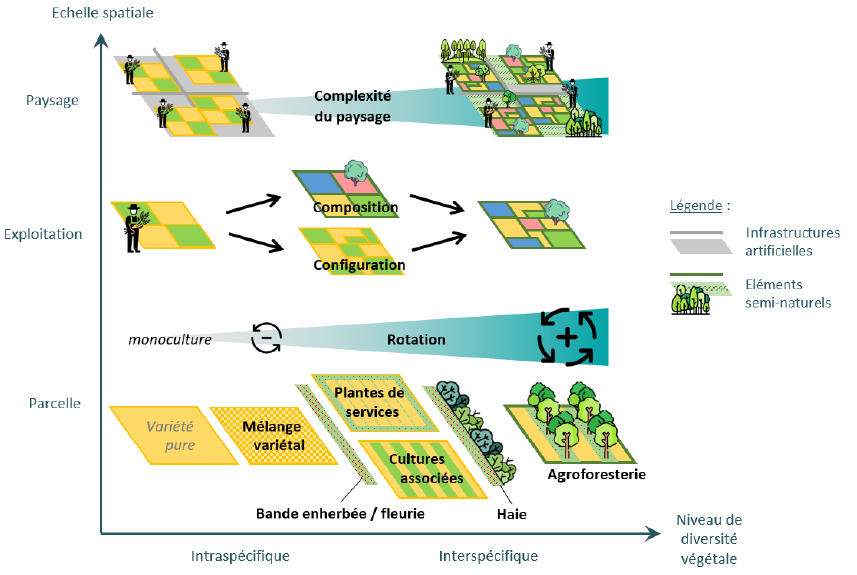 Echelle spatiale
Paysage
Complexité
du paysage
Exploitation
Composition
Configuration
Légende :
Infrastructures
artificielles
Eléments
semi-naturels
Parcelle
monoculture
Rotation
Variété
pure
Mélange
variétal
Plantes de
services
Cultures
associées
Agroforesterie
Bande enherbée / fleurie
Haie
Intraspécifique
Interspécifique
Niveau de
diversité
végétale